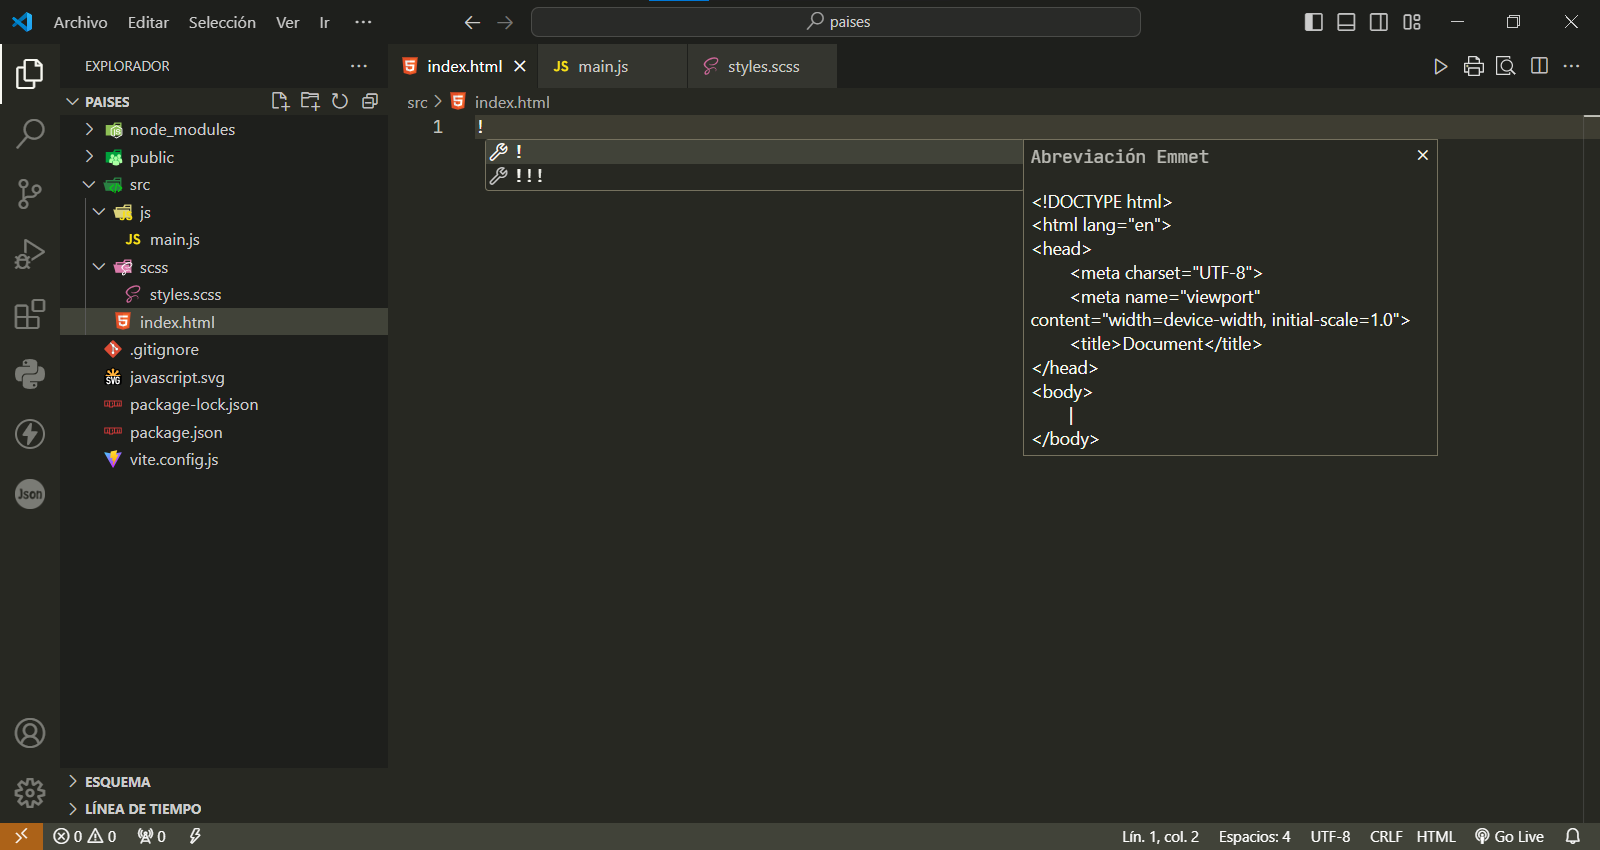 Archivo Editar Selección Ver Ir ···
paises
EXPLORADOR ···
index.html
JS main.js
styles.scss
PAISES
src > index.html
node_modules
public
src
js
JS main.js
scss
styles.scss
index.html
.gitignore
SVG javascript.svg
package-lock.json
package.json
vite.config.js
Json
ESQUEMA
LÍNEA DE TIEMPO
1 !
!
!!!
Abreviación Emmet
<!DOCTYPE html>
<html lang="en">
<head>
<meta charset="UTF-8">
<meta name="viewport"
content="width=device-width, initial-scale=1.0">
<title>Document</title>
</head>
<body>
|
</body>
0 0 0
Lín. 1, col. 2 Espacios: 4 UTF-8 CRLF HTML Go Live